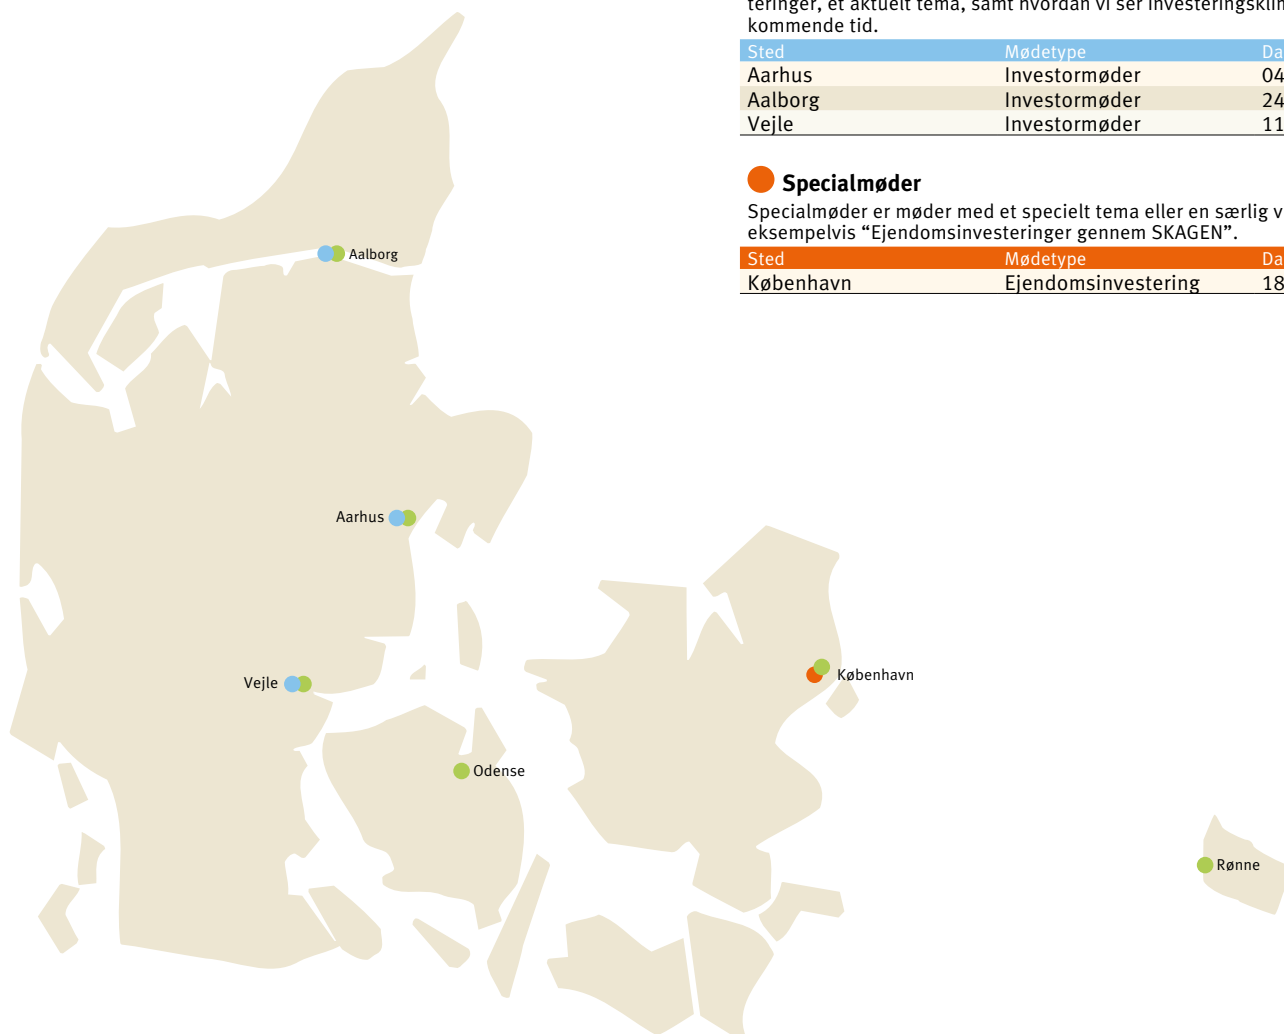 teringer, et aktuelt tema, samt hvordan vi ser investeringsklim
kommende tid.
Sted Mødetype Da
Aarhus Investormøder 04
Aalborg Investormøder 24
Vejle Investormøder 11
Specialmøder
Specialmøder er møder med et specielt tema eller en særlig v
eksempelvis “Ejendomsinvesteringer gennem SKAGEN”.
Sted Mødetype Da
København Ejendomsinvestering 18
Aalborg
Aarhus
Vejle
København
Odense
Rønne